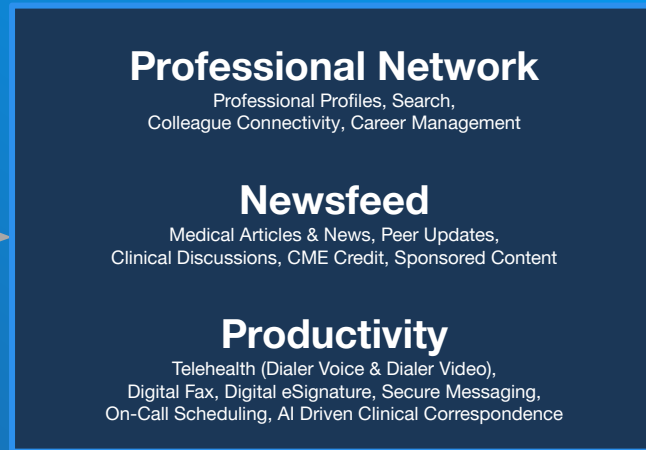 Professional Network
Professional Profiles, Search,
Colleague Connectivity, Career Management
Newsfeed
Medical Articles & News, Peer Updates,
Clinical Discussions, CME Credit, Sponsored Content
Productivity
Telehealth (Dialer Voice & Dialer Video),
Digital Fax, Digital eSignature, Secure Messaging,
On-Call Scheduling, AI Driven Clinical Correspondence